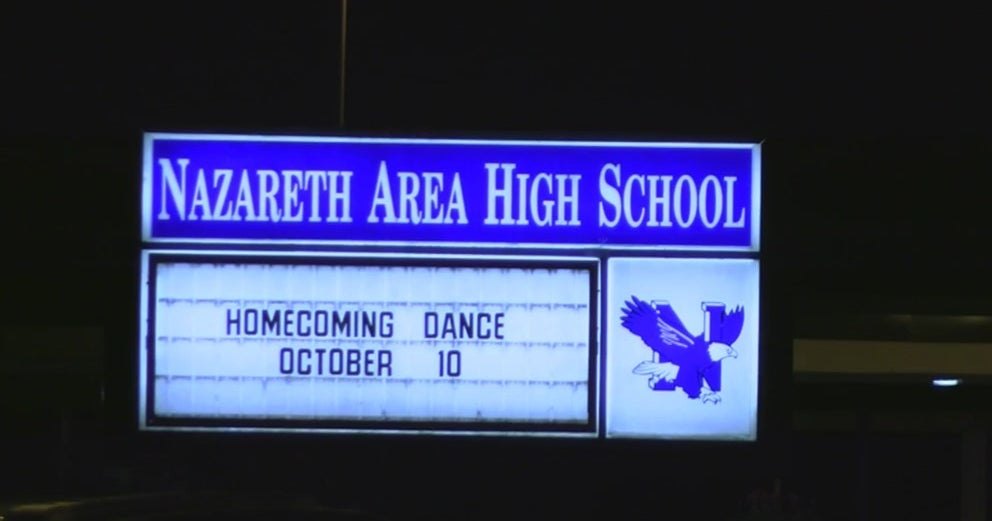 NAZARETH AREA HIGH SCHOOL
HOMECOMING DANCE
OCTOBER 10
N